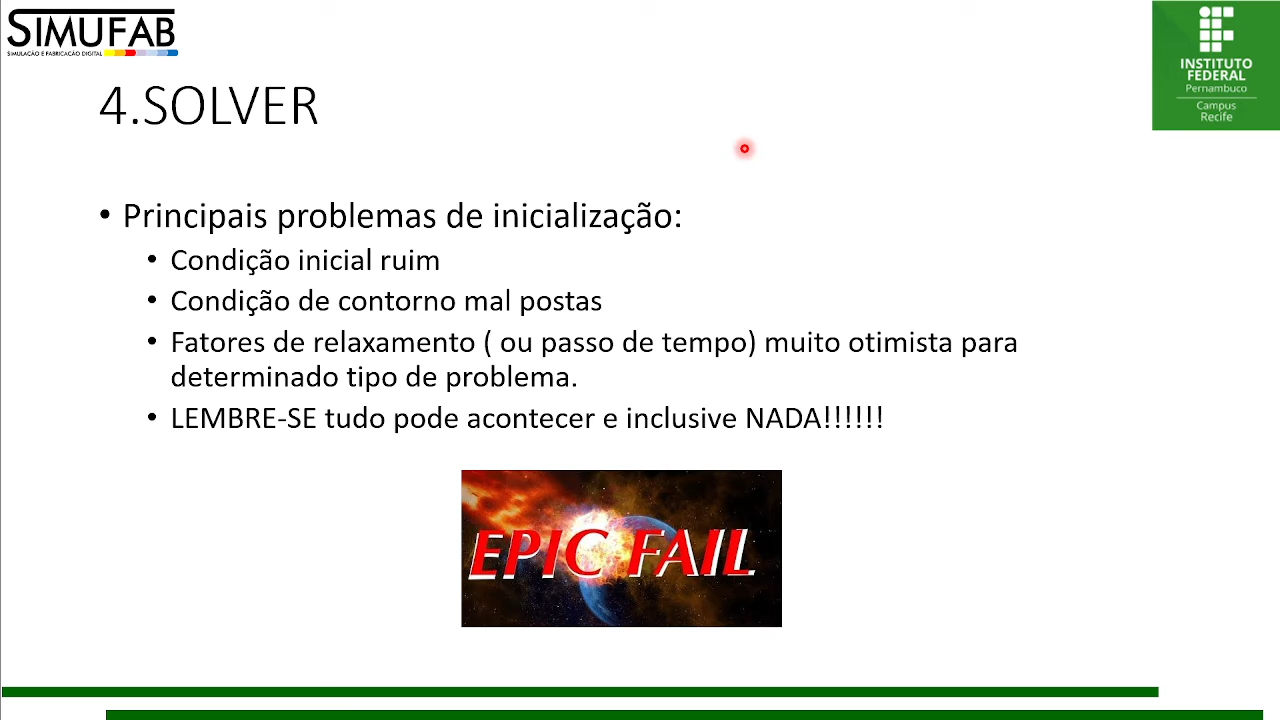 SIMUFAB
SIMULAÇÃO E FABRICAÇÃO DIGITAL
INSTITUTO
FEDERAL
Pernambuco
Campus
Recife
4.SOLVER
• Principais problemas de inicialização:
• Condição inicial ruim
• Condição de contorno mal postas
• Fatores de relaxamento ( ou passo de tempo) muito otimista para
determinado tipo de problema.
• LEMBRE-SE tudo pode acontecer e inclusive NADA!!!!!!
EPIC FAIL